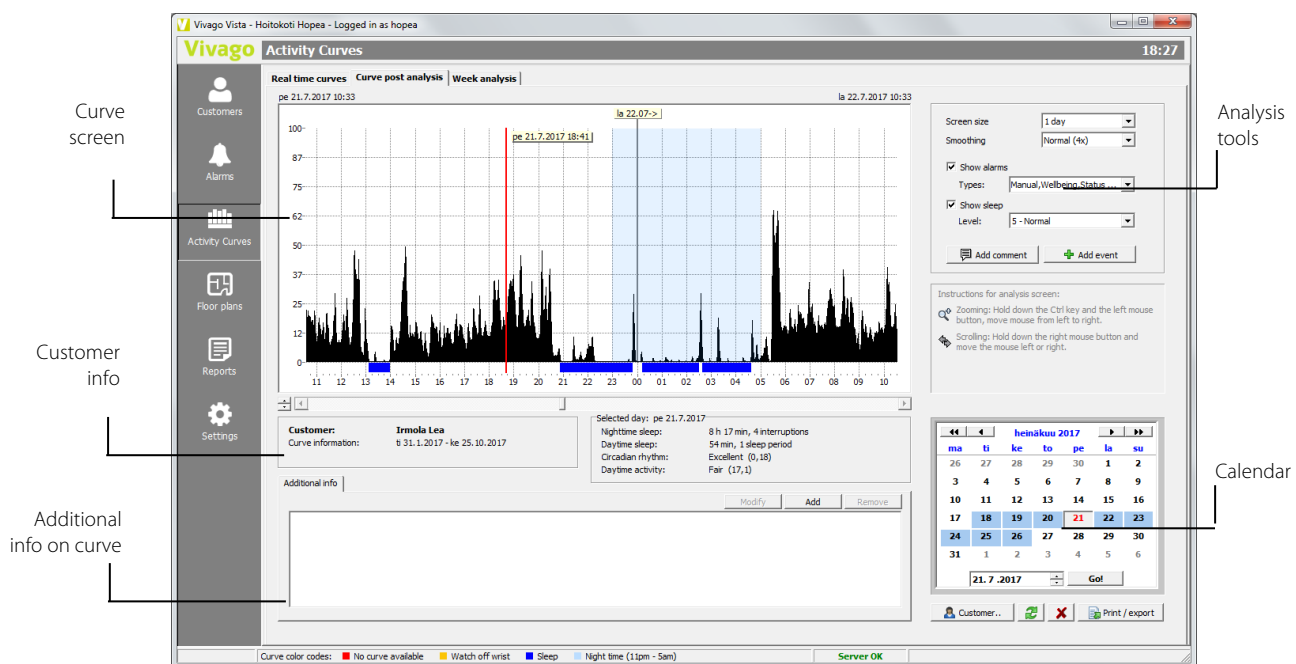 Vivago Vista - Hoitokoti Hopea - Logged in as hopea
Vivago
Activity Curves
18:27
Customers
Alarms
Activity Curves
Floor plans
Reports
Settings
Curve
screen
Customer
info
Additional
info on curve
Real time curves Curve post analysis Week analysis
pe 21.7.2017 10:33
la 22.7.2017 10:33
la 22.07->
pe 21.7.2017 18:41
100
87
75
62
50
37
25
12
0
11 12 13 14 15 16 17 18 19 20 21 22 23 00 01 02 03 04 05 06 07 08 09 10
Customer: Irmola Lea
Curve information: ti 31.1.2017 - ke 25.10.2017
Selected day: pe 21.7.2017
Nighttime sleep: 8 h 17 min, 4 interruptions
Daytime sleep: 54 min, 1 sleep period
Circadian rhythm: Excellent (0,18)
Daytime activity: Fair (17,1)
Additional info
Modify Add Remove
Screen size 1 day
Smoothing Normal (4x)
Show alarms
Types: Manual,Wellbeing,Status ...
Show sleep
Level: 5 - Normal
Add comment Add event
Instructions for analysis screen:
Zooming: Hold down the Ctrl key and the left mouse
button, move mouse from left to right.
Scrolling: Hold down the right mouse button and
move the mouse left or right.
heinäkuu 2017
ma ti ke to pe la su
26 27 28 29 30 1 2
3 4 5 6 7 8 9
10 11 12 13 14 15 16
17 18 19 20 21 22 23
24 25 26 27 28 29 30
31 1 2 3 4 5 6
21. 7 .2017 Go!
Customer.. Print / export
Analysis
tools
Calendar
Curve color codes: No curve available Watch off wrist Sleep Night time (11pm - 5am) Server OK